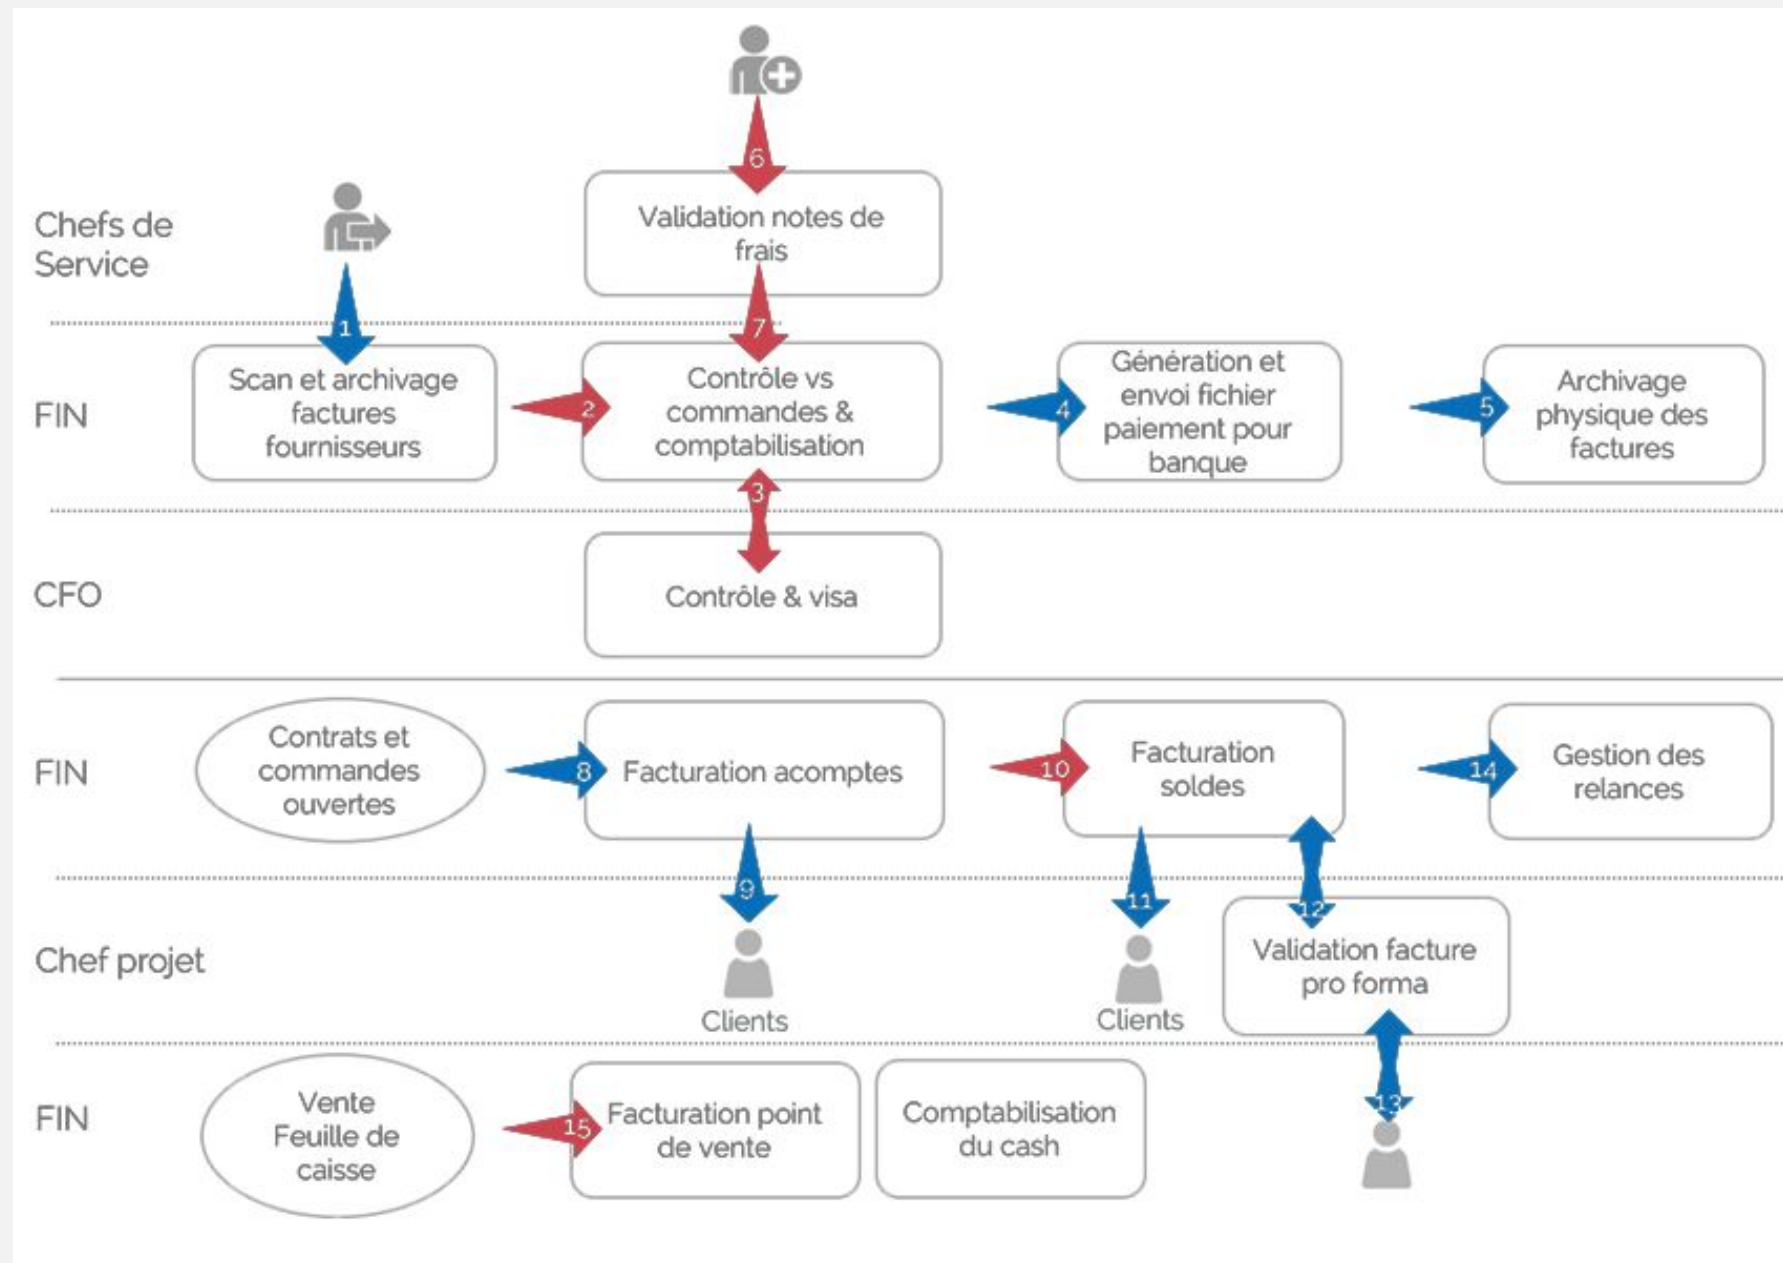 6
Chefs de
Service
Validation notes de
frais
1
7
FIN
Scan et archivage
factures
fournisseurs
2
Contrôle vs
commandes &
comptabilisation
4
Génération et
envoi fichier
paiement pour
banque
5
Archivage
physique des
factures
3
CFO
Contrôle & visa
FIN
Contrats et
commandes
ouvertes
8
Facturation acomptes
10
Facturation
soldes
14
Gestion des
relances
9
11
12
Chef projet
Clients
Clients
Validation facture
pro forma
13
FIN
Vente
Feuille de
caisse
15
Facturation point
de vente
Comptabilisation
du cash